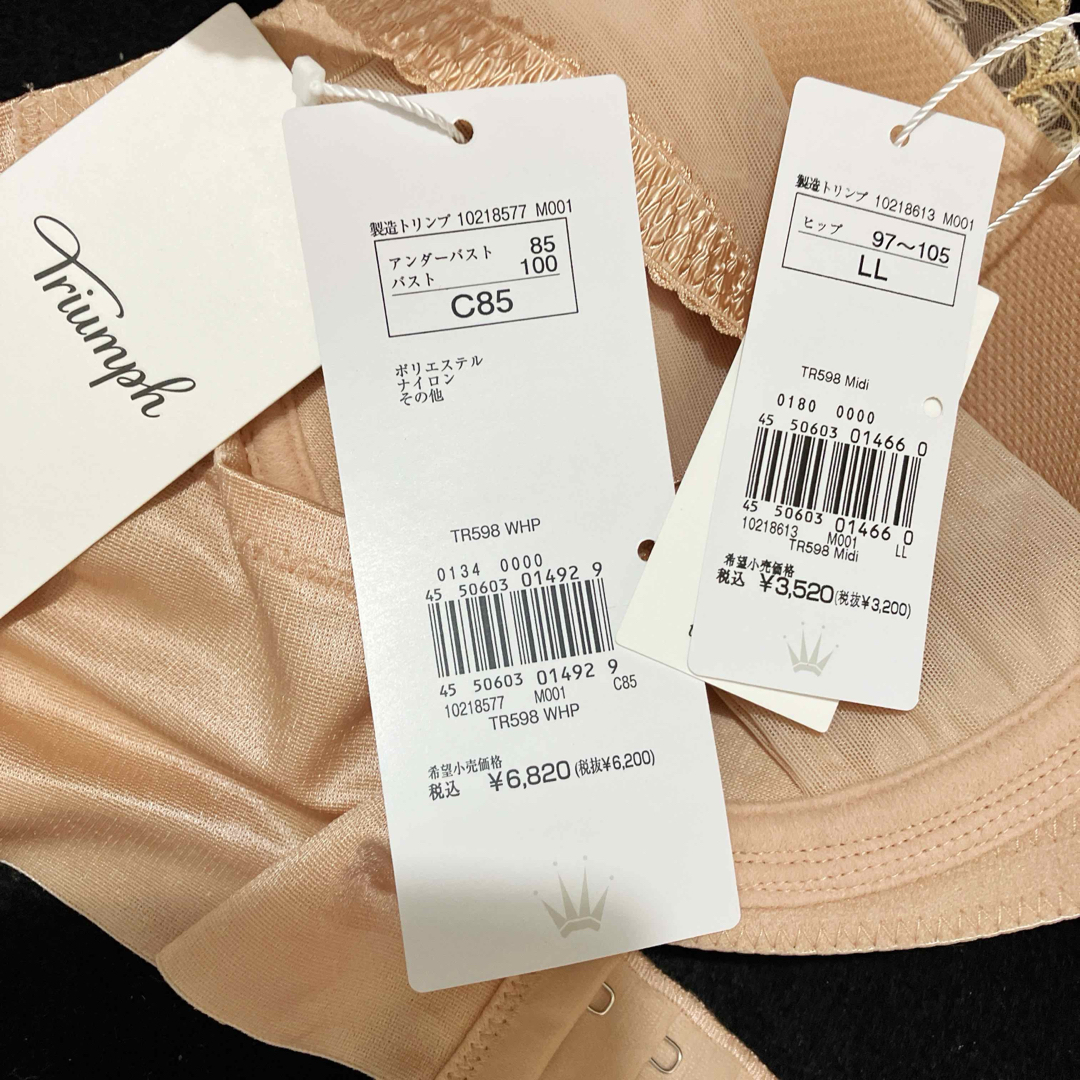 Triumph
製造トリンプ 10218577 M001
アンダーバスト 85
バスト 100
C85
ポリエステル
ナイロン
その他
TR598 WHP
0134 0000
45 50603 01492 9
45 50603 01492 9
10218577 M001 C85
TR598 WHP
希望小売価格
税込 ¥6,820(税抜¥6,200)
製造トリンプ 10218613 M001
ヒップ 97〜105
LL
TR598 Midi
0180 0000
45 50603 01466 0
45 50603 01466 0
10218613 M001 LL
TR598 Midi
希望小売価格
税込 ¥3,520(税抜¥3,200)